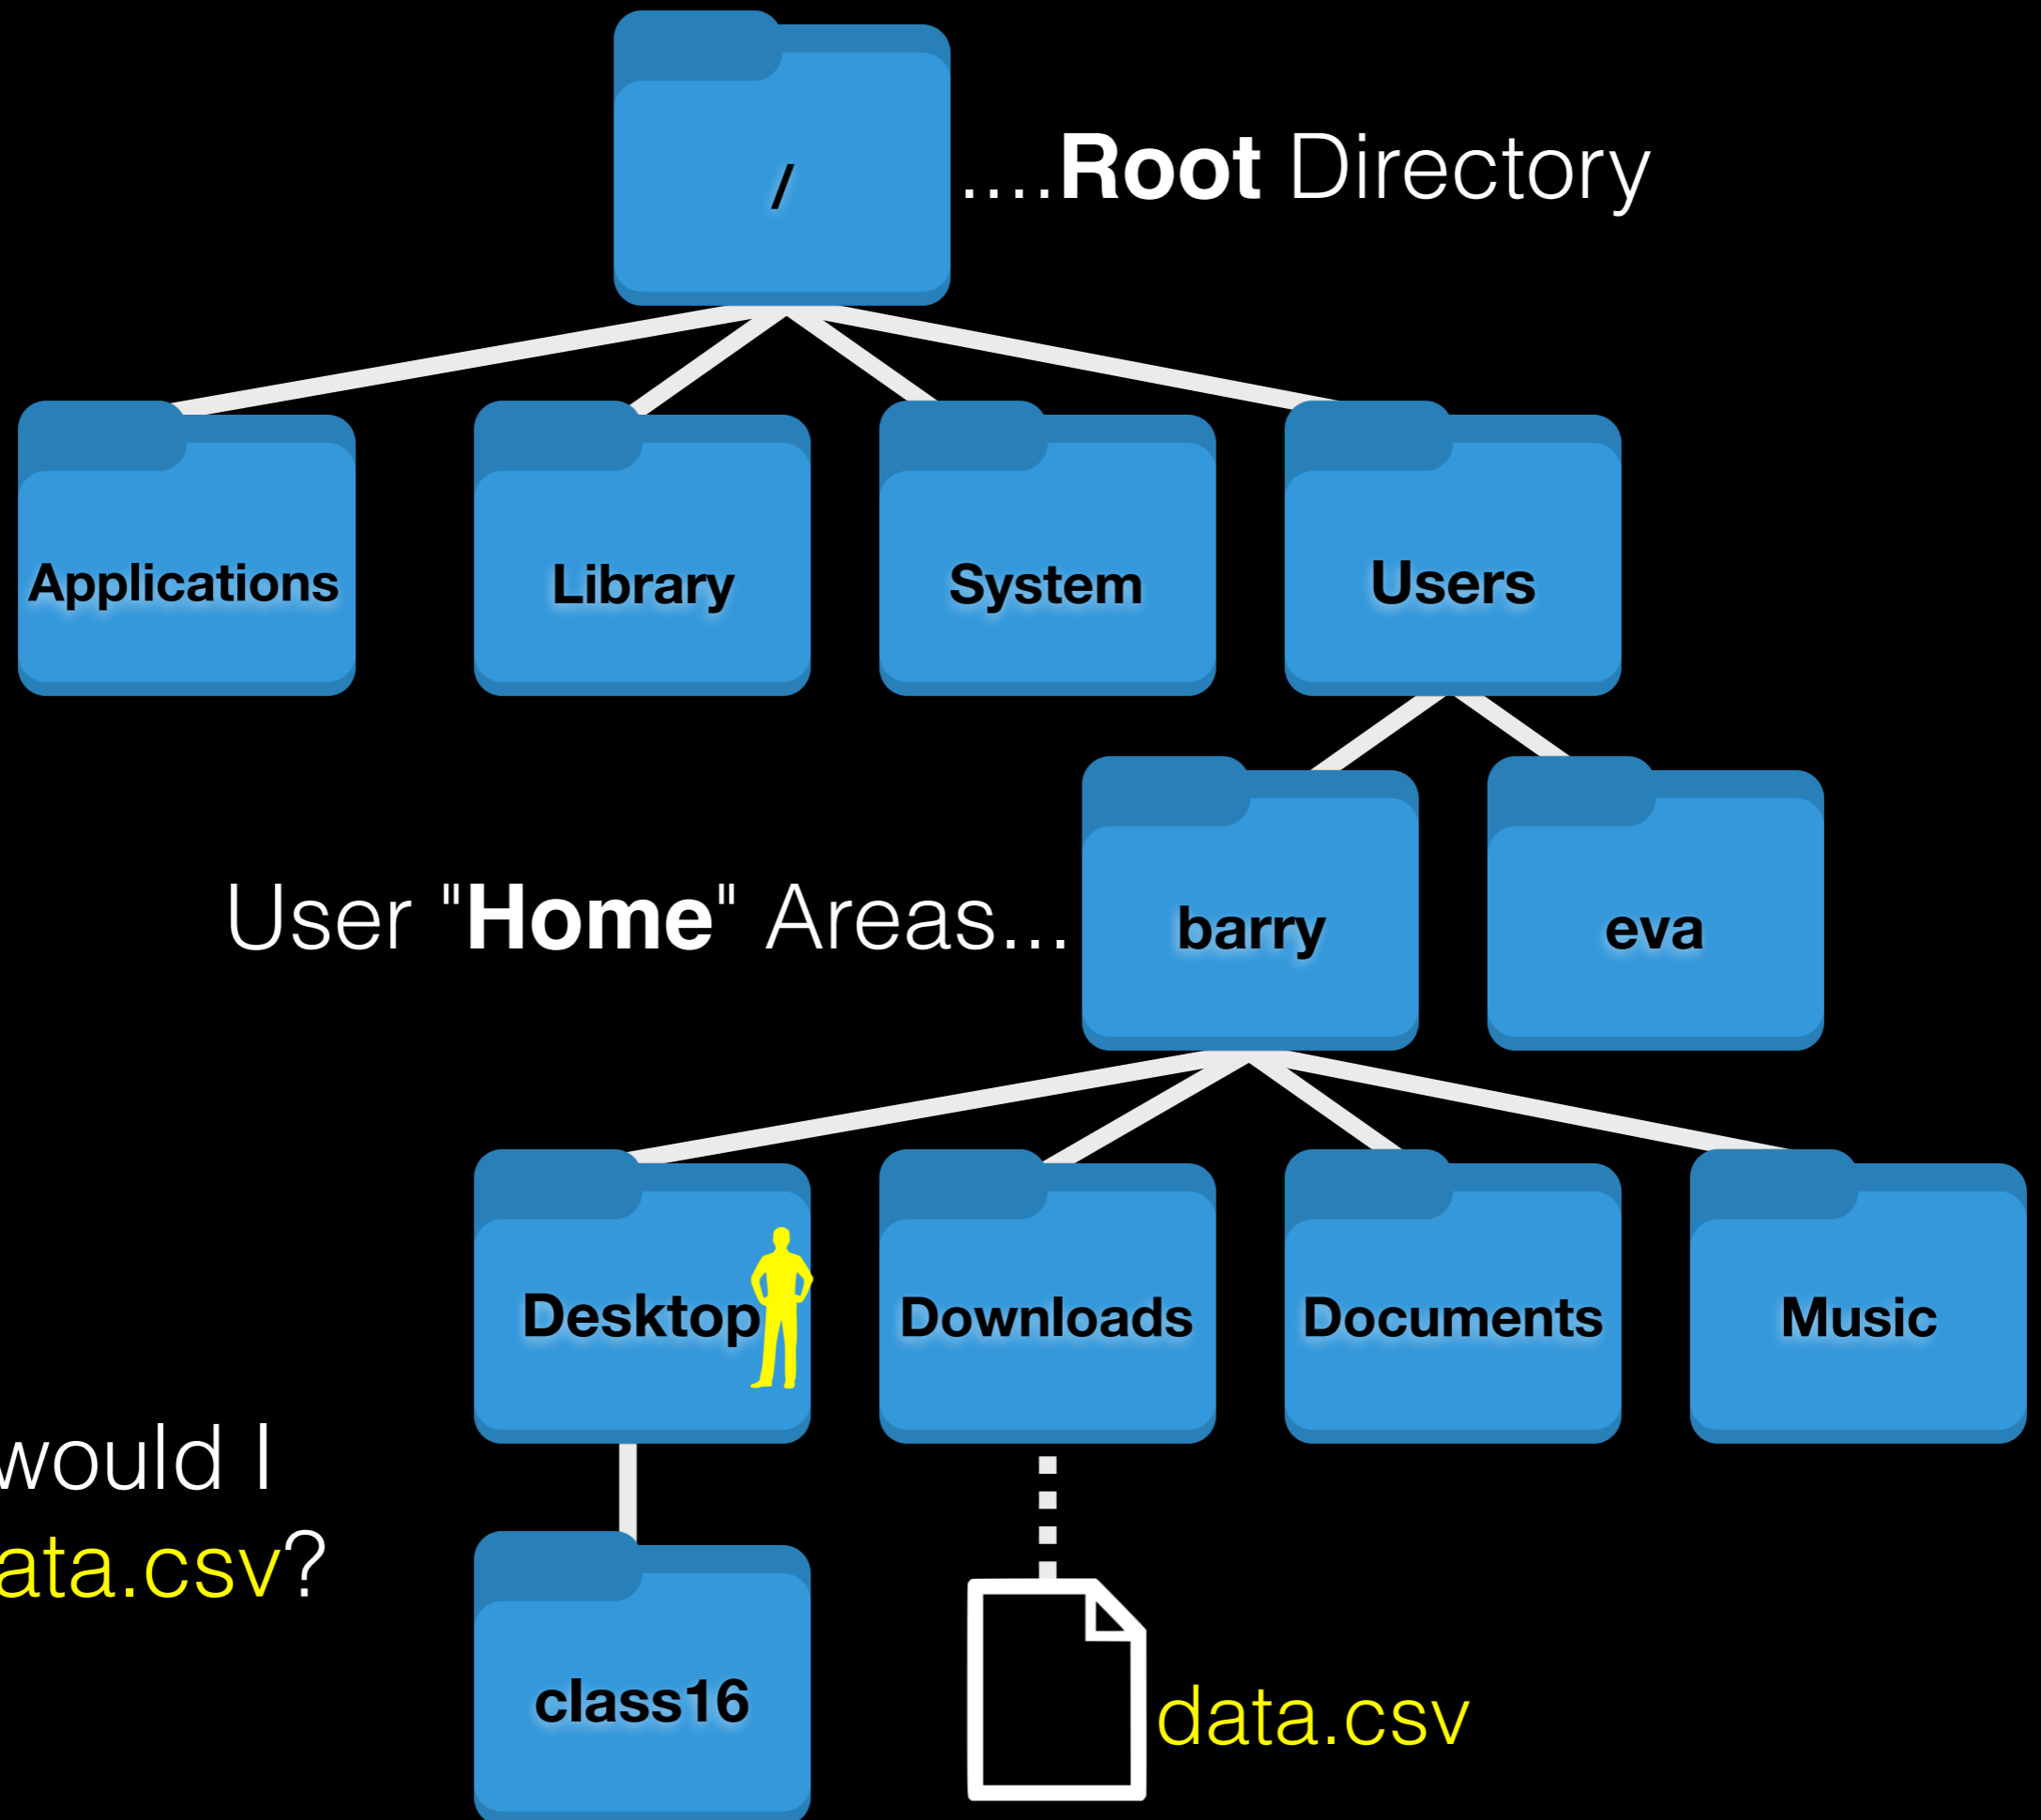 /
....Root Directory
Applications
Library
System
Users
User "Home" Areas...
barry
eva
Desktop
Downloads
Documents
Music
would I
ata.csv?
class16
data.csv